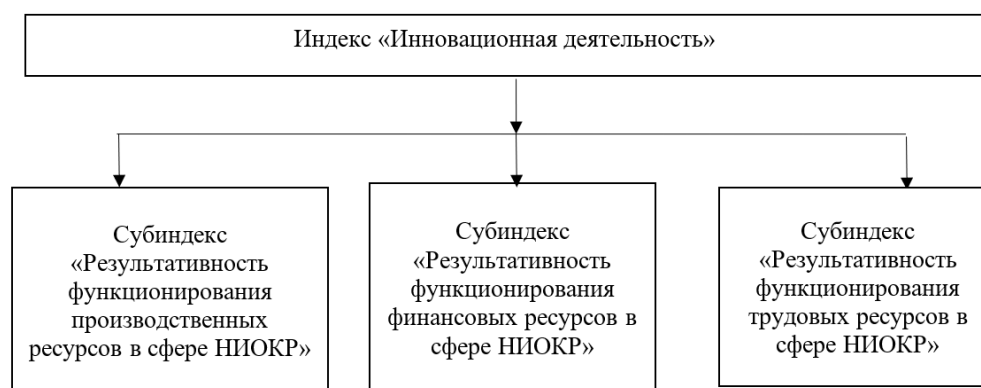 Индекс «Инновационная деятельность»
Субиндекс
«Результативность
функционирования
производственных
ресурсов в сфере НИОКР»
Субиндекс
«Результативность
функционирования
финансовых ресурсов в
сфере НИОКР»
Субиндекс
«Результативность
функционирования
трудовых ресурсов в
сфере НИОКР»